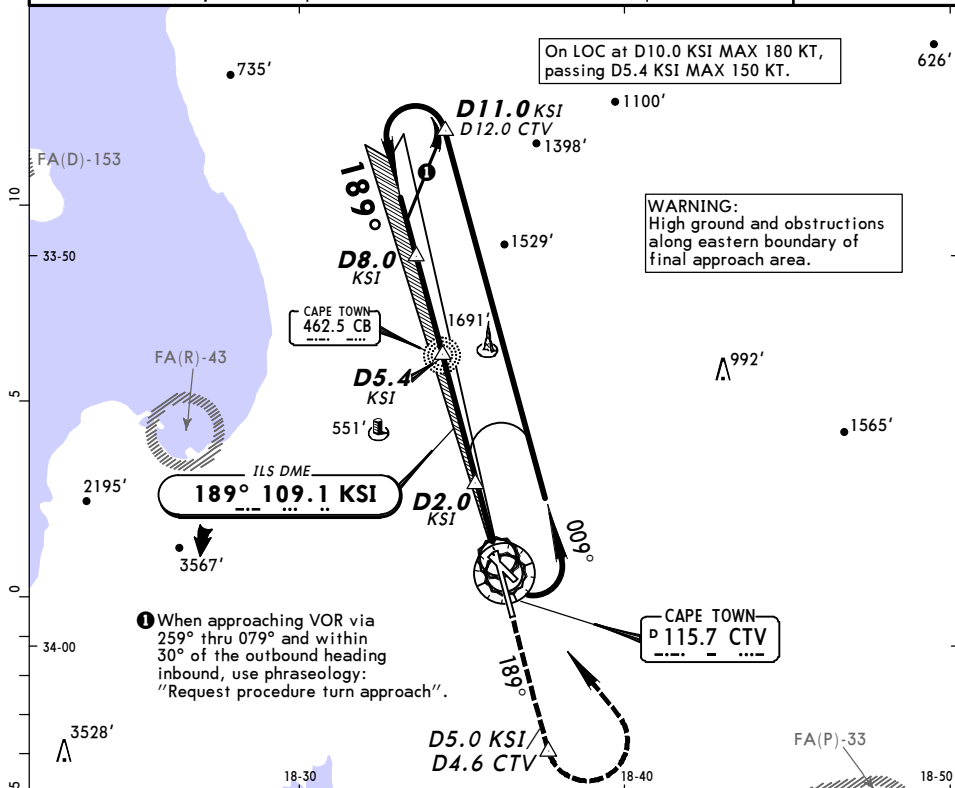 On LOC at D10.0 KSI MAX 180 KT,
passing D5.4 KSI MAX 150 KT.
626'
735'
D11.0 KSI
D12.0 CTV
1100'
1398'
FA(D)-153
189°
1
10
WARNING:
High ground and obstructions
along eastern boundary of
final approach area.
1529'
33-50
D8.0
KSI
CAPE TOWN
462.5 CB
1691'
FA(R)-43
D5.4
KSI
992'
5
551'
1565'
ILS DME
189° 109.1 KSI
2195'
D2.0
KSI
009°
3567'
0
CAPE TOWN
D 115.7 CTV
1 When approaching VOR via
259° thru 079° and within
30° of the outbound heading
inbound, use phraseology:
"Request procedure turn approach".
34-00
189°
3528'
D5.0 KSI
D4.6 CTV
FA(P)-33
5
18-30
18-40
18-50